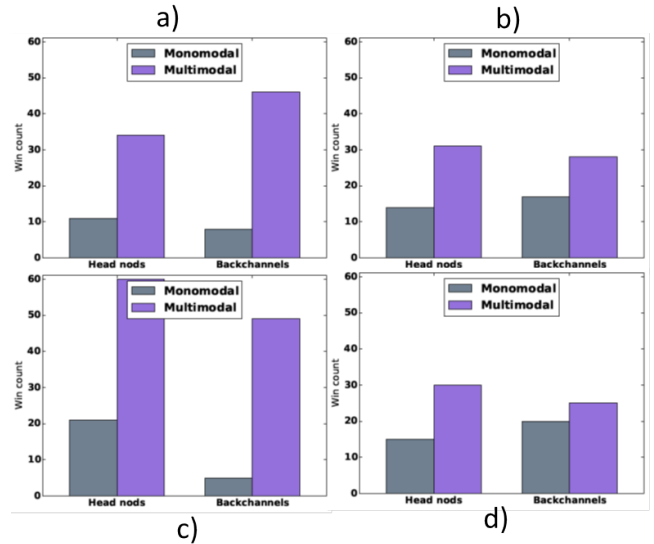 a)
60
50
40
30
20
10
0
Win count
Monomodal
Multimodal
Head nods
Backchannels
b)
60
50
40
30
20
10
0
Win count
Monomodal
Multimodal
Head nods
Backchannels
60
50
40
30
20
10
0
Win count
Monomodal
Multimodal
Head nods
Backchannels
c)
60
50
40
30
20
10
0
Win count
Monomodal
Multimodal
Head nods
Backchannels
d)